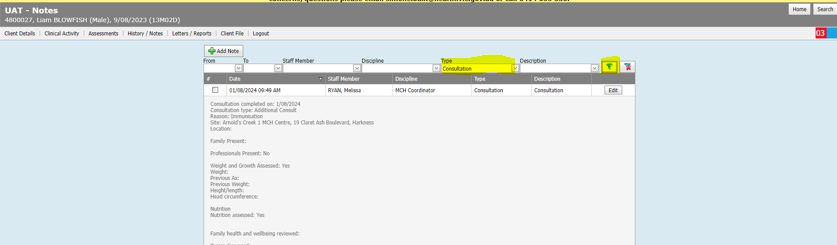 UAT - Notes
Home
Search
4800027, Liam BLOWFISH (Male), 9/08/2023 (13M02D)
Client Details
Clinical Activity
Assessments
History / Notes
Letters / Reports
Client File
Logout
03
Add Note
From
To
Staff Member
Discipline
Type
Description
Consultation
# Date Staff Member Discipline Type Description
01/08/2024 09:49 AM RYAN, Melissa MCH Coordinator Consultation Consultation Edit
Consultation completed on: 1/08/2024
Consultation type: Additional Consult
Reason: Immunisation
Site: Arnold's Creek 1 MCH Centre, 19 Claret Ash Boulevard, Harkness
Location:
Family Present:
Professionals Present: No
Weight and Growth Assessed: Yes
Weight:
Previous Ax:
Previous Weight:
Height/length:
Head circumference:
Nutrition
Nutrition assessed: Yes
Family health and wellbeing reviewed: